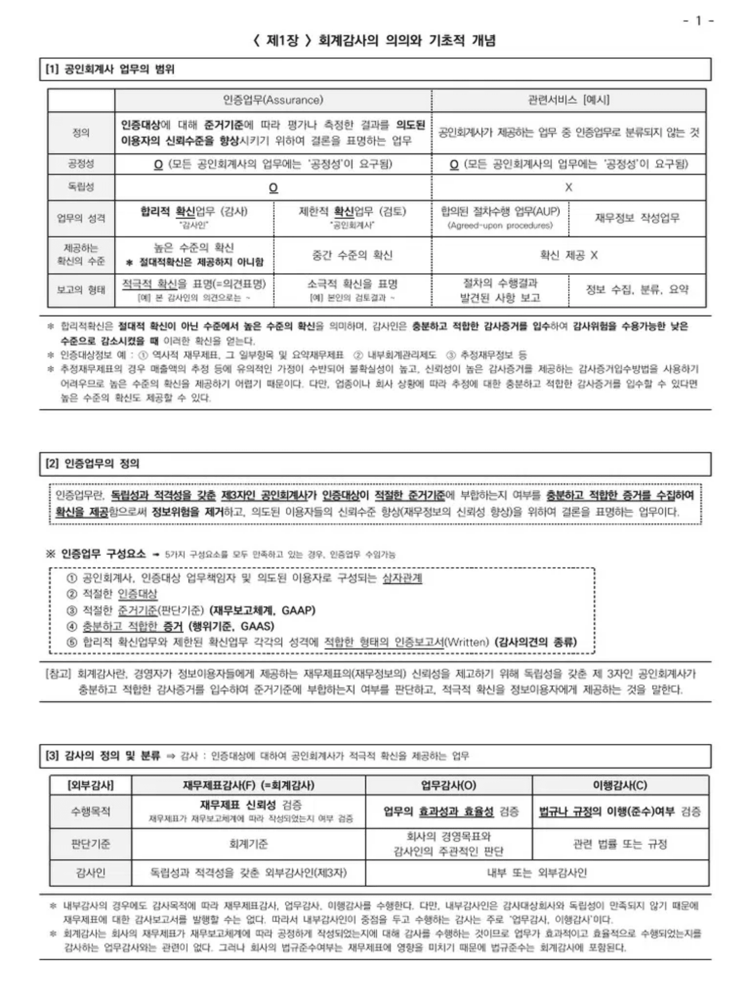 - 1 -
< 제1장 > 회계감사의 의의와 기초적 개념
[1] 공인회계사 업무의 범위
인증업무(Assurance) 관련서비스 [예시]
정의
인증대상에 대해 준거기준에 따라 평가나 측정한 결과를 의도된
이용자의 신뢰수준을 향상시키기 위하여 결론을 표명하는 업무
공인회계사가 제공하는 업무 중 인증업무로 분류되지 않는 것
공정성 O (모든 공인회계사의 업무에는 '공정성'이 요구됨) O (모든 공인회계사의 업무에는 '공정성'이 요구됨)
독립성 O X
업무의 성격
합리적 확신업무 (감사)
"감사인"
제한적 확신업무 (검토)
"공인회계사"
합의된 절차수행 업무(AUP)
(Agreed-upon procedures)
재무정보 작성업무
제공하는
확신의 수준
높은 수준의 확신
* 절대적확신은 제공하지 아니함
중간 수준의 확신
확신 제공 X
보고의 형태
적극적 확신을 표명(=의견표명)
[예] 본 감사인의 의견으로는 ~
소극적 확신을 표명
[예] 본인의 검토결과 ~
절차의 수행결과
발견된 사항 보고
정보 수집, 분류, 요약
* 합리적확신은 절대적 확신이 아닌 수준에서 높은 수준의 확신을 의미하며, 감사인은 충분하고 적합한 감사증거를 입수하여 감사위험을 수용가능한 낮은
수준으로 감소시켰을 때 이러한 확신을 얻는다.
* 인증대상정보 예 : ① 역사적 재무제표, 그 일부항목 및 요약재무제표 ② 내부회계관리제도 ③ 추정재무정보 등
* 추정재무제표의 경우 매출액의 추정 등에 유의적인 가정이 수반되어 불확실성이 높고, 신뢰성이 높은 감사증거를 제공하는 감사증거입수방법을 사용하기
어려우므로 높은 수준의 확신을 제공하기 어렵기 때문이다. 다만, 업종이나 회사 상황에 따라 추정에 대한 충분하고 적합한 감사증거를 입수할 수 있다면
높은 수준의 확신도 제공할 수 있다.
[2] 인증업무의 정의
인증업무란, 독립성과 적격성을 갖춘 제3자인 공인회계사가 인증대상이 적절한 준거기준에 부합하는지 여부를 충분하고 적합한 증거를 수집하여
확신을 제공함으로써 정보위험을 제거하고, 의도된 이용자들의 신뢰수준 향상(재무정보의 신뢰성 향상)을 위하여 결론을 표명하는 업무이다.
※ 인증업무 구성요소 ➡ 5가지 구성요소를 모두 만족하고 있는 경우, 인증업무 수임가능
① 공인회계사, 인증대상 업무책임자 및 의도된 이용자로 구성되는 삼자관계
② 적절한 인증대상
③ 적절한 준거기준(판단기준) (재무보고체계, GAAP)
④ 충분하고 적합한 증거 (행위기준, GAAS)
⑤ 합리적 확신업무와 제한된 확신업무 각각의 성격에 적합한 형태의 인증보고서(Written) (감사의견의 종류)
[참고] 회계감사란, 경영자가 정보이용자들에게 제공하는 재무제표의(재무정보의) 신뢰성을 제고하기 위해 독립성을 갖춘 제 3자인 공인회계사가
충분하고 적합한 감사증거를 입수하여 준거기준에 부합하는지 여부를 판단하고, 적극적 확신을 정보이용자에게 제공하는 것을 말한다.
[3] 감사의 정의 및 분류 ⇒ 감사 : 인증대상에 대하여 공인회계사가 적극적 확신을 제공하는 업무
[외부감사] 재무제표감사(F) (=회계감사) 업무감사(O) 이행감사(C)
수행목적
재무제표 신뢰성 검증
재무제표가 재무보고체계에 따라 작성되었는지 여부 검증
업무의 효과성과 효율성 검증
법규나 규정의 이행(준수)여부 검증
판단기준
회계기준
회사의 경영목표와
감사인의 주관적인 판단
관련 법률 또는 규정
감사인 독립성과 적격성을 갖춘 외부감사인(제3자) 내부 또는 외부감사인
* 내부감사의 경우에도 감사목적에 따라 재무제표감사, 업무감사, 이행감사를 수행한다. 다만, 내부감사인은 감사대상회사와 독립성이 만족되지 않기 때문에
재무제표에 대한 감사보고서를 발행할 수는 없다. 따라서 내부감사인이 중점을 두고 수행하는 감사는 주로 "업무감사, 이행감사"이다.
* 회계감사는 회사의 재무제표가 재무보고체계에 따라 공정하게 작성되었는지에 대해 감사를 수행하는 것이므로 업무가 효과적이고 효율적으로 수행되었는지를
감사하는 업무감사와는 관련이 없다. 그러나 회사의 법규준수여부는 재무제표에 영향을 미치기 때문에 법규준수는 회계감사에 포함된다.